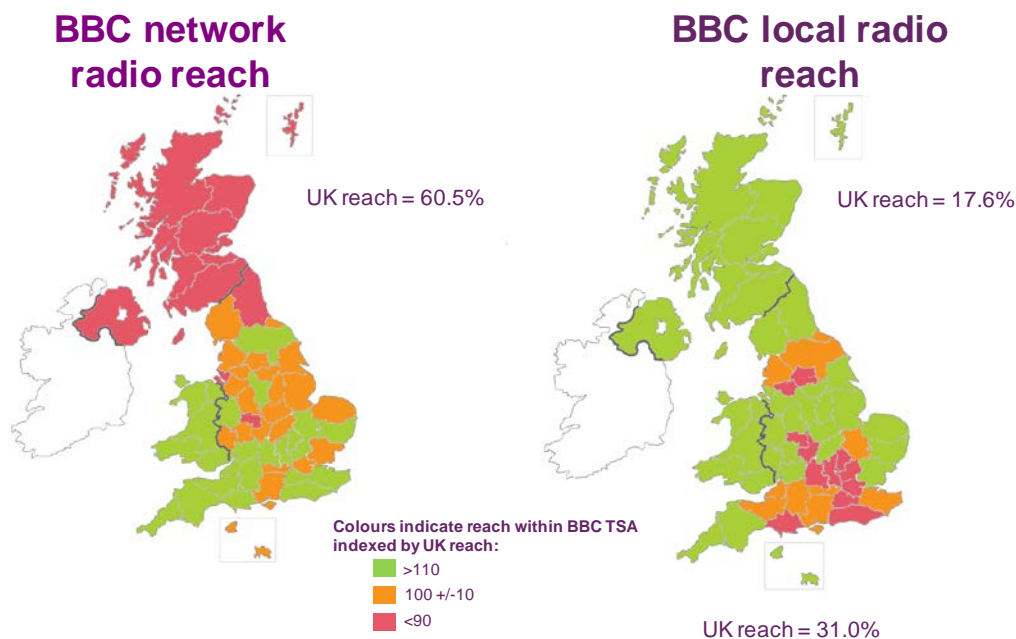 BBC network
radio reach
BBC local radio
reach
UK reach = 60.5%
UK reach = 17.6%
Colours indicate reach within BBC TSA
indexed by UK reach:
>110
100 +/-10
<90
UK reach = 31.0%